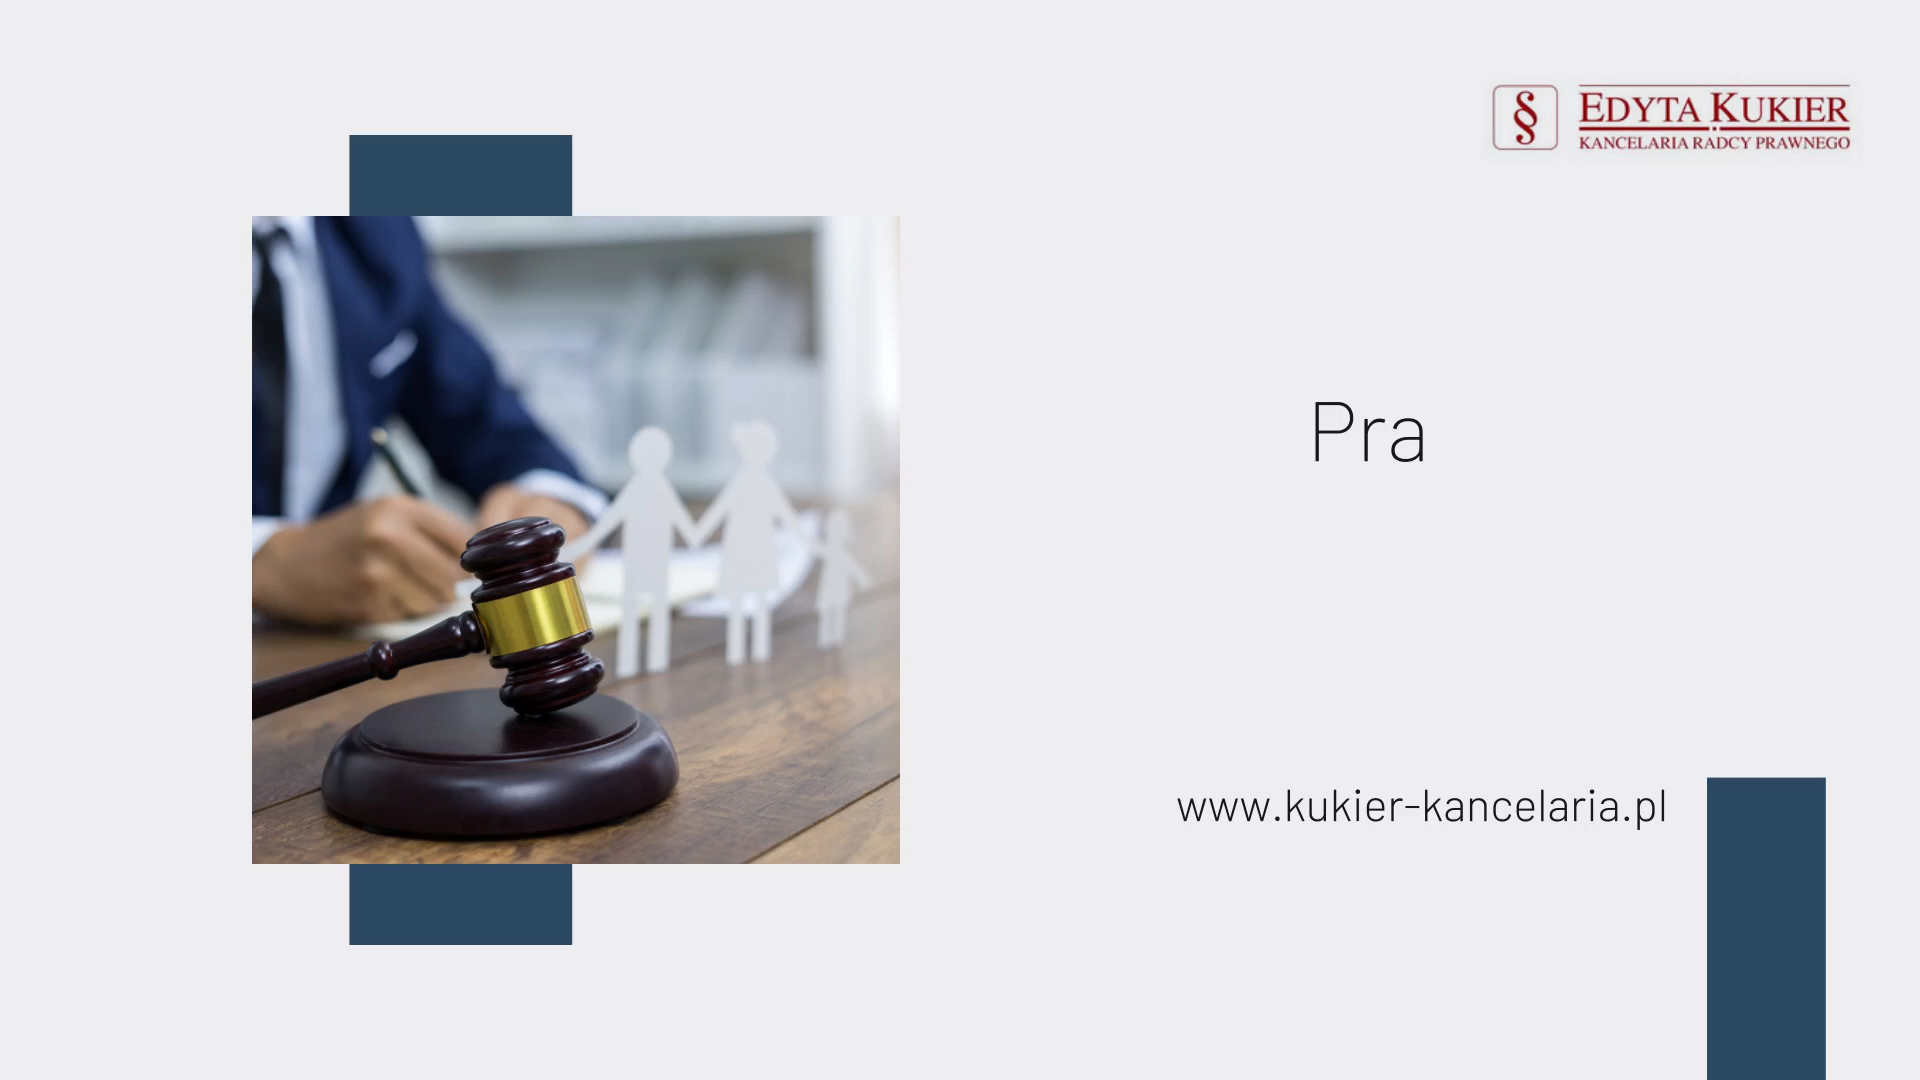 §
EDYTA KUKIER
KANCELARIA RADCY PRAWNEGO
Pra
www.kukier-kancelaria.pl